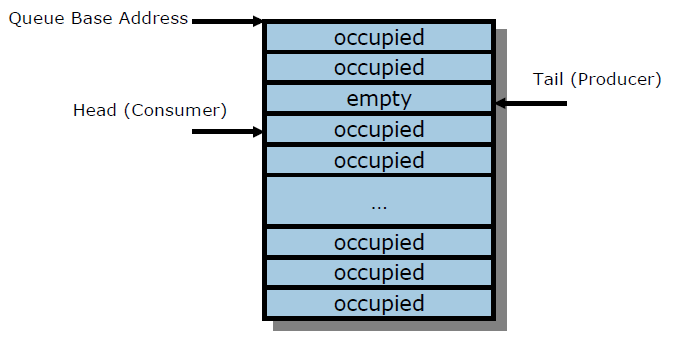 Queue Base Address
occupied
occupied
empty
Tail (Producer)
Head (Consumer)
occupied
occupied
...
occupied
occupied
occupied